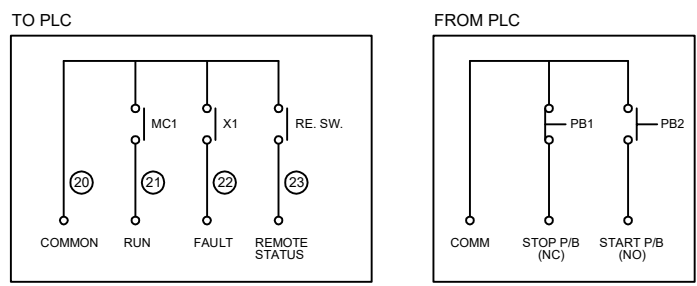 TO PLC
FROM PLC
MC1
X1
RE. SW.
PB1
PB2
20
21
22
23
COMMON
RUN
FAULT
REMOTE
STATUS
COMM
STOP P/B
(NC)
START P/B
(NO)